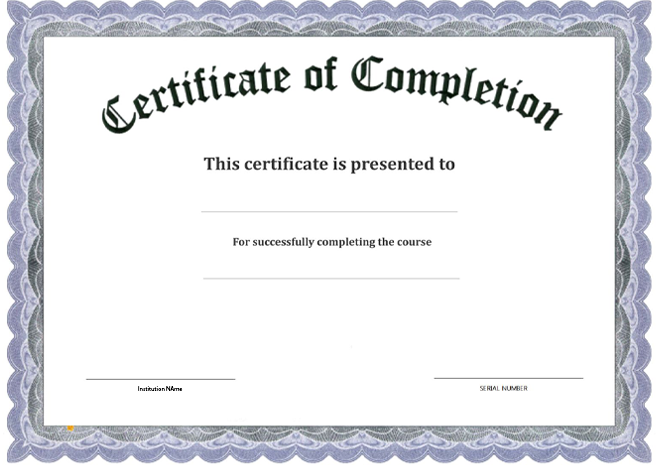 Certificate of Completion
This certificate is presented to
For successfully completing the course
Institution NAme
SERIAL NUMBER